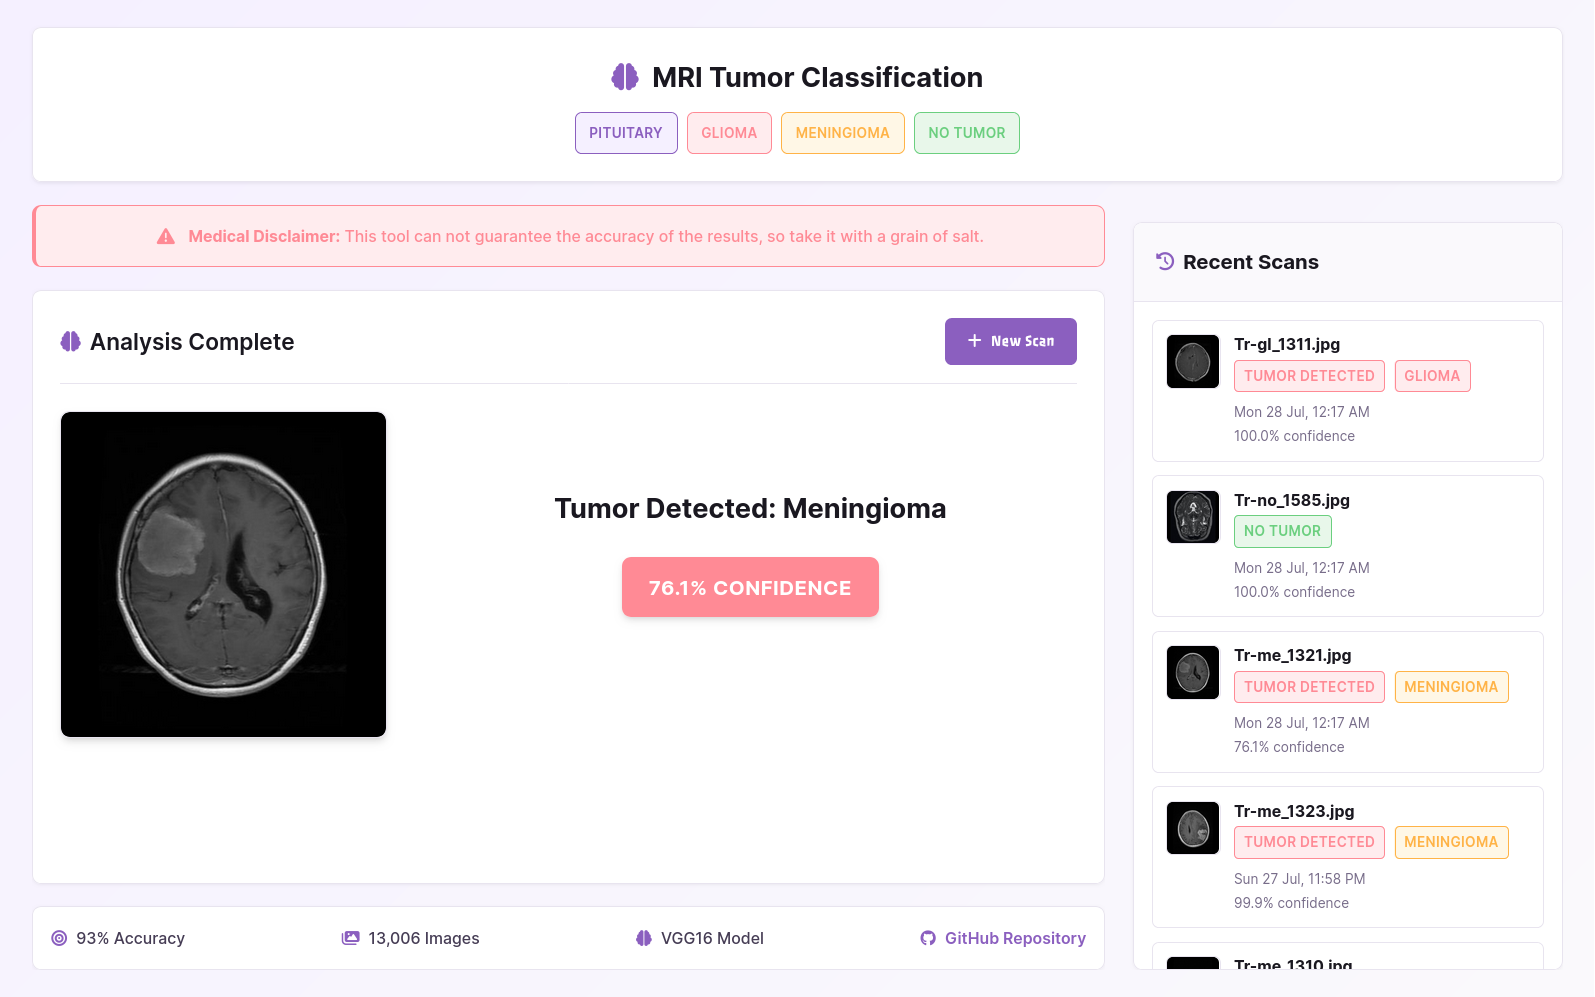 MRI Tumor Classification
PITUITARY GLIOMA MENINGIOMA NO TUMOR
Medical Disclaimer: This tool can not guarantee the accuracy of the results, so take it with a grain of salt.
Analysis Complete
New Scan
Tumor Detected: Meningioma
76.1% CONFIDENCE
93% Accuracy
13,006 Images
VGG16 Model
GitHub Repository
Recent Scans
Tr-gl_1311.jpg
TUMOR DETECTED GLIOMA
Mon 28 Jul, 12:17 AM
100.0% confidence
Tr-no_1585.jpg
NO TUMOR
Mon 28 Jul, 12:17 AM
100.0% confidence
Tr-me_1321.jpg
TUMOR DETECTED MENINGIOMA
Mon 28 Jul, 12:17 AM
76.1% confidence
Tr-me_1323.jpg
TUMOR DETECTED MENINGIOMA
Sun 27 Jul, 11:58 PM
99.9% confidence
Tr-me_1310.jpg